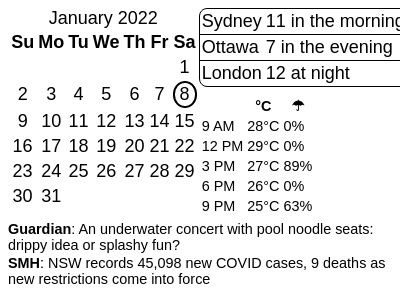 January 2022
Su Mo Tu We Th Fr Sa
1
2 3 4 5 6 7 8
9 10 11 12 13 14 15
16 17 18 19 20 21 22
23 24 25 26 27 28 29
30 31
Sydney 11 in the morning
Ottawa 7 in the evening
London 12 at night
°C ☂
9 AM 28°C 0%
12 PM 29°C 0%
3 PM 27°C 89%
6 PM 26°C 0%
9 PM 25°C 63%
Guardian: An underwater concert with pool noodle seats:
drippy idea or splashy fun?
SMH: NSW records 45,098 new COVID cases, 9 deaths as
new restrictions come into force